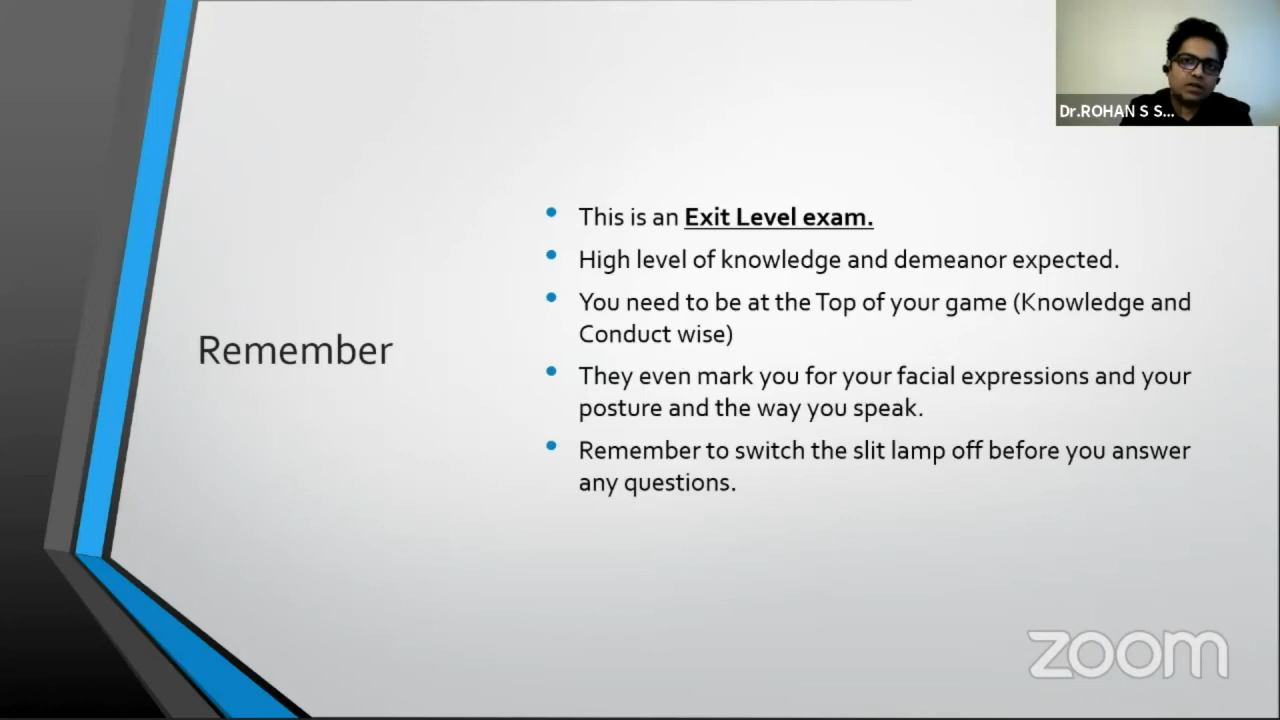 Dr.ROHAN S S...
This is an Exit Level exam.
High level of knowledge and demeanor expected.
You need to be at the Top of your game (Knowledge and
Conduct wise)
Remember
They even mark you for your facial expressions and your
posture and the way you speak.
Remember to switch the slit lamp off before you answer
any questions.
zoom